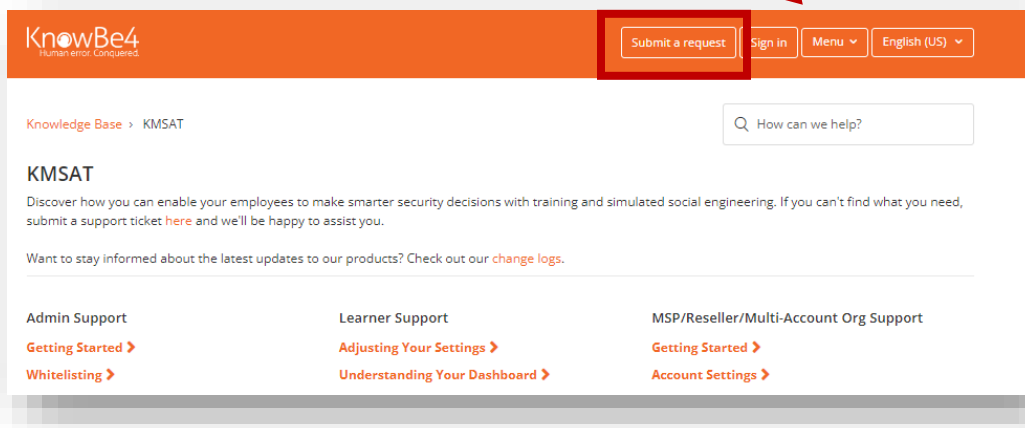 KnowBe4
Human error. Conquered.
Submit a request
Sign in
Menu
English (US)
Knowledge Base › KMSAT
How can we help?
KMSAT
Discover how you can enable your employees to make smarter security decisions with training and simulated social engineering. If you can't find what you need,
submit a support ticket here and we'll be happy to assist you.
Want to stay informed about the latest updates to our products? Check out our change logs.
Admin Support
Getting Started
Whitelisting
Learner Support
Adjusting Your Settings
Understanding Your Dashboard
MSP/Reseller/Multi-Account Org Support
Getting Started
Account Settings